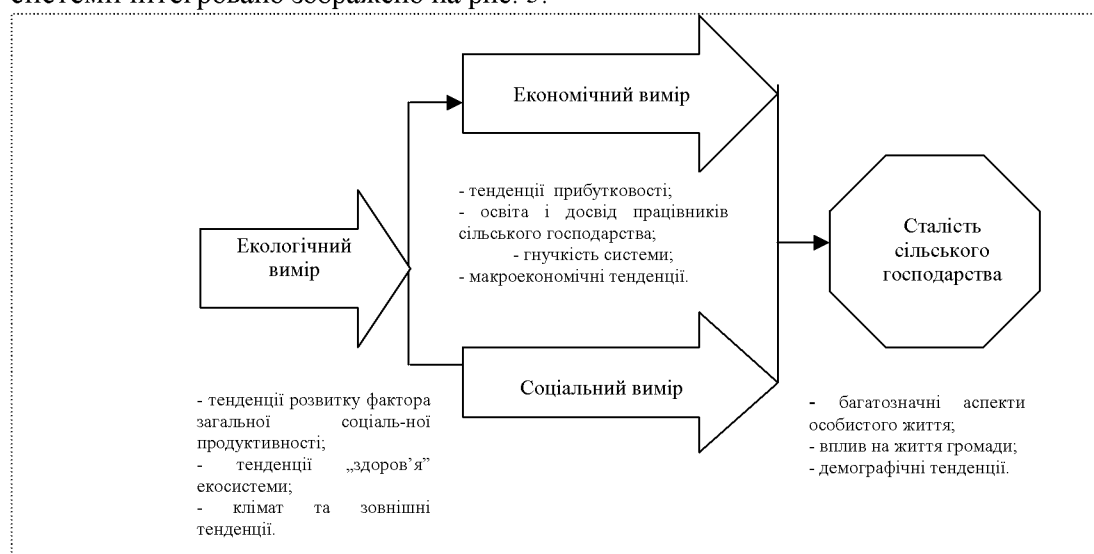 системи інтегровано зображено на рис. 5.
Економічний вимір
- тенденції прибутковості;
- освіта і досвід працівників
сільського господарства;
- гнучкість системи;
- макроекономічні тенденції.
Екологічний
вимір
Сталість
сільського
господарства
Соціальний вимір
- тенденції розвитку фактора
загальної соціаль-ної
продуктивності;
- тенденції „здоров’я”
екосистеми;
- клімат та зовнішні
тенденції.
- багатозначні аспекти
особистого життя;
- вплив на життя громади;
- демографічні тенденції.